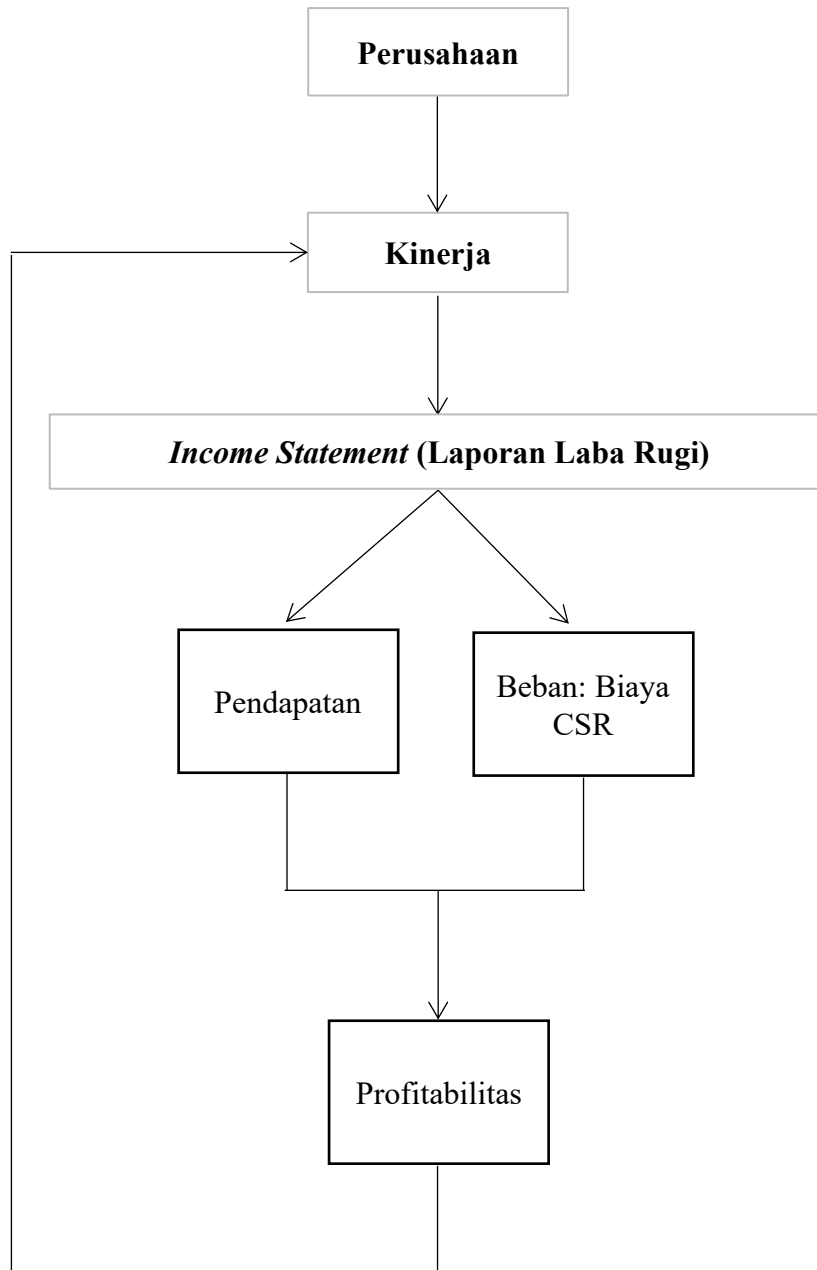 Perusahaan
Kinerja
Income Statement (Laporan Laba Rugi)
Pendapatan
Beban: Biaya
CSR
Profitabilitas